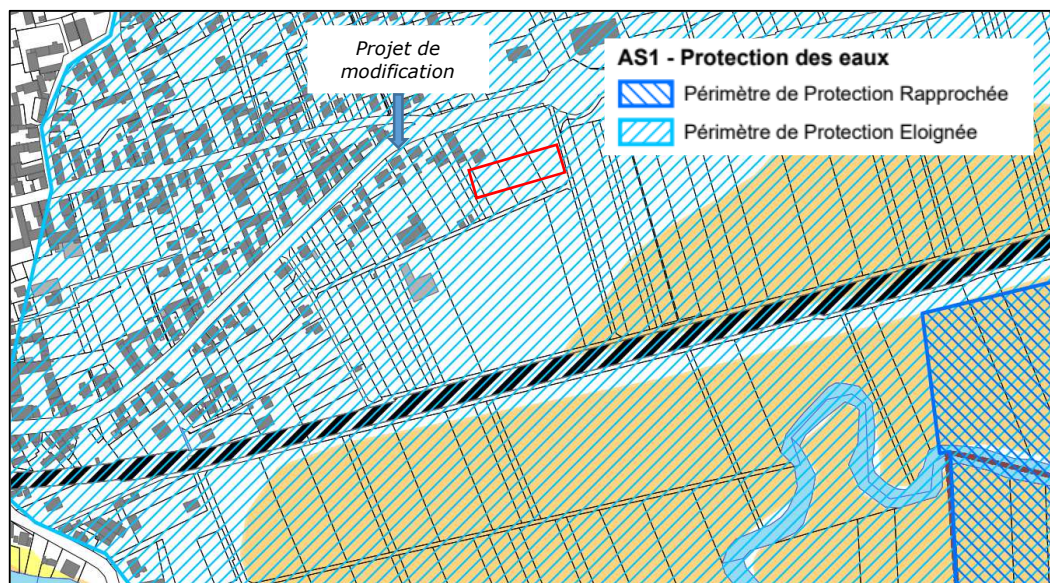 Projet de
modification
AS1 - Protection des eaux
Périmètre de Protection Rapprochée
Périmètre de Protection Eloignée